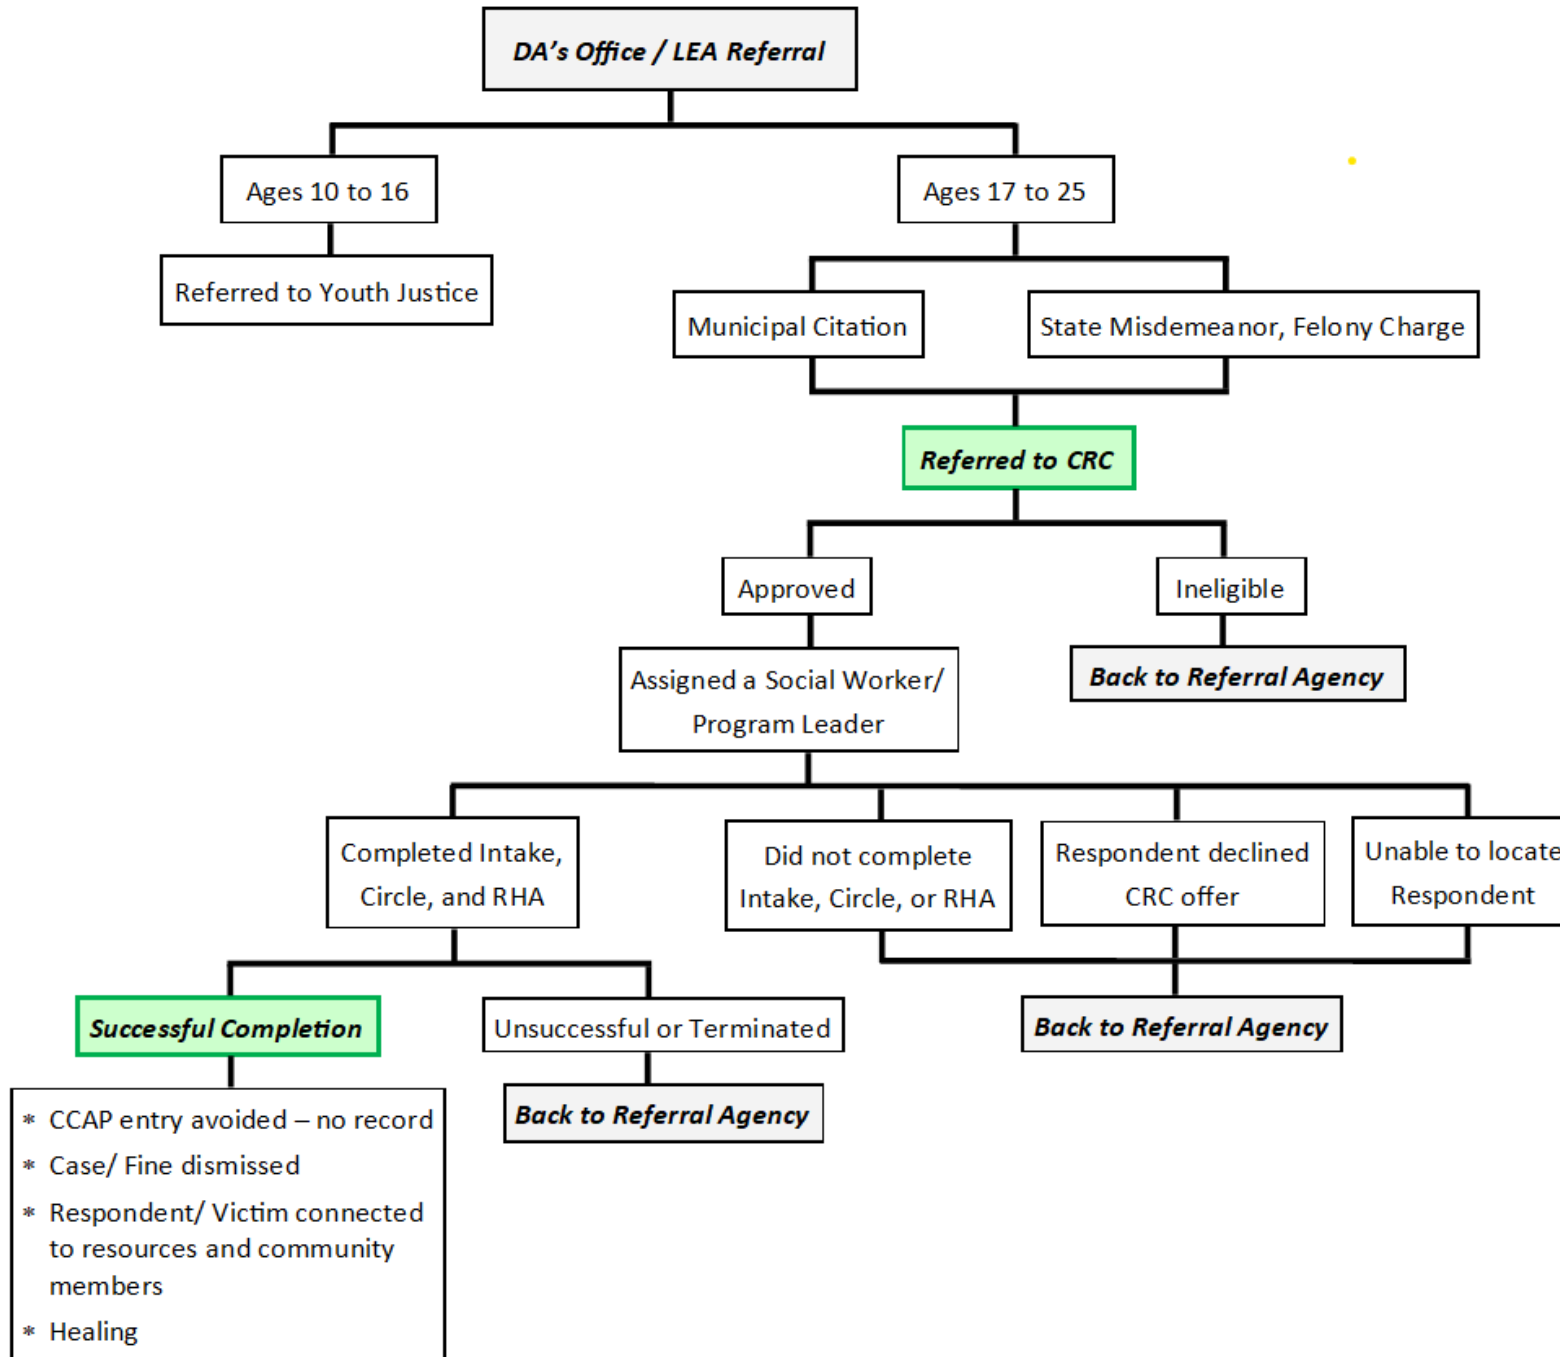 DA’s Office / LEA Referral
Ages 10 to 16
Ages 17 to 25
Referred to Youth Justice
Municipal Citation
State Misdemeanor, Felony Charge
Referred to CRC
Approved
Ineligible
Assigned a Social Worker/
Program Leader
Back to Referral Agency
Completed Intake,
Circle, and RHA
Did not complete
Intake, Circle, or RHA
Respondent declined
CRC offer
Unable to locate
Respondent
Successful Completion
Unsuccessful or Terminated
Back to Referral Agency
Back to Referral Agency
* CCAP entry avoided – no record
* Case/ Fine dismissed
* Respondent/ Victim connected
to resources and community
members
* Healing